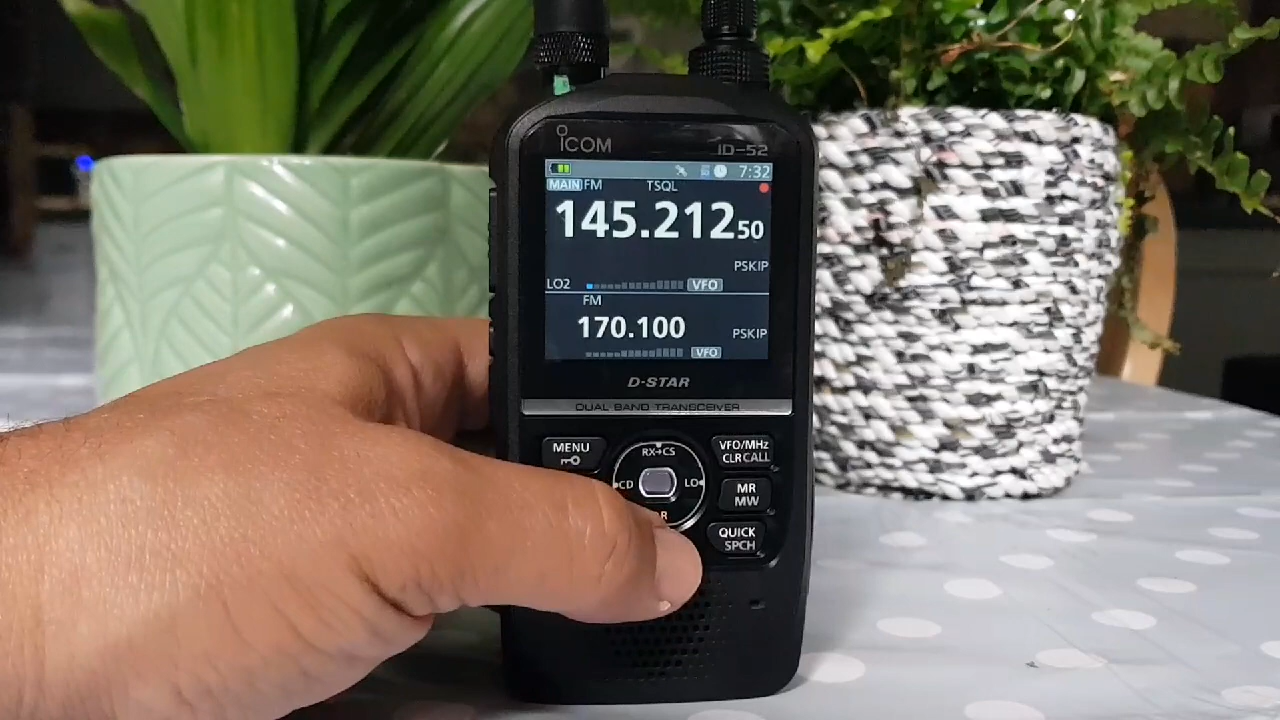 ICOM ID-52
7:32
MAIN FM TSQL
145.212 50
PSKIP
LO2 VFO
FM
170.100 PSKIP
VFO
D-STAR
DUAL BAND TRANSCEIVER
MENU RX→CS VFO/MHz
CLR CALL
CD LO MR
MW
QUICK
SPCH